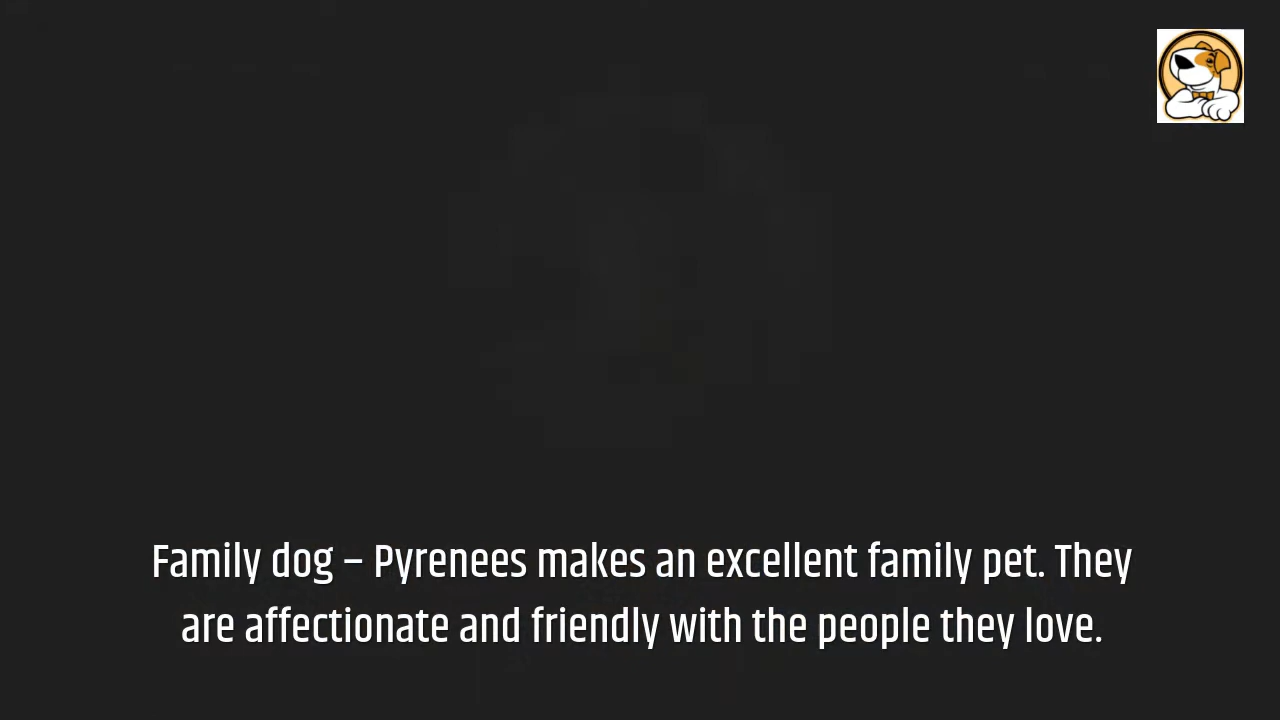 Family dog – Pyrenees makes an excellent family pet. They
are affectionate and friendly with the people they love.